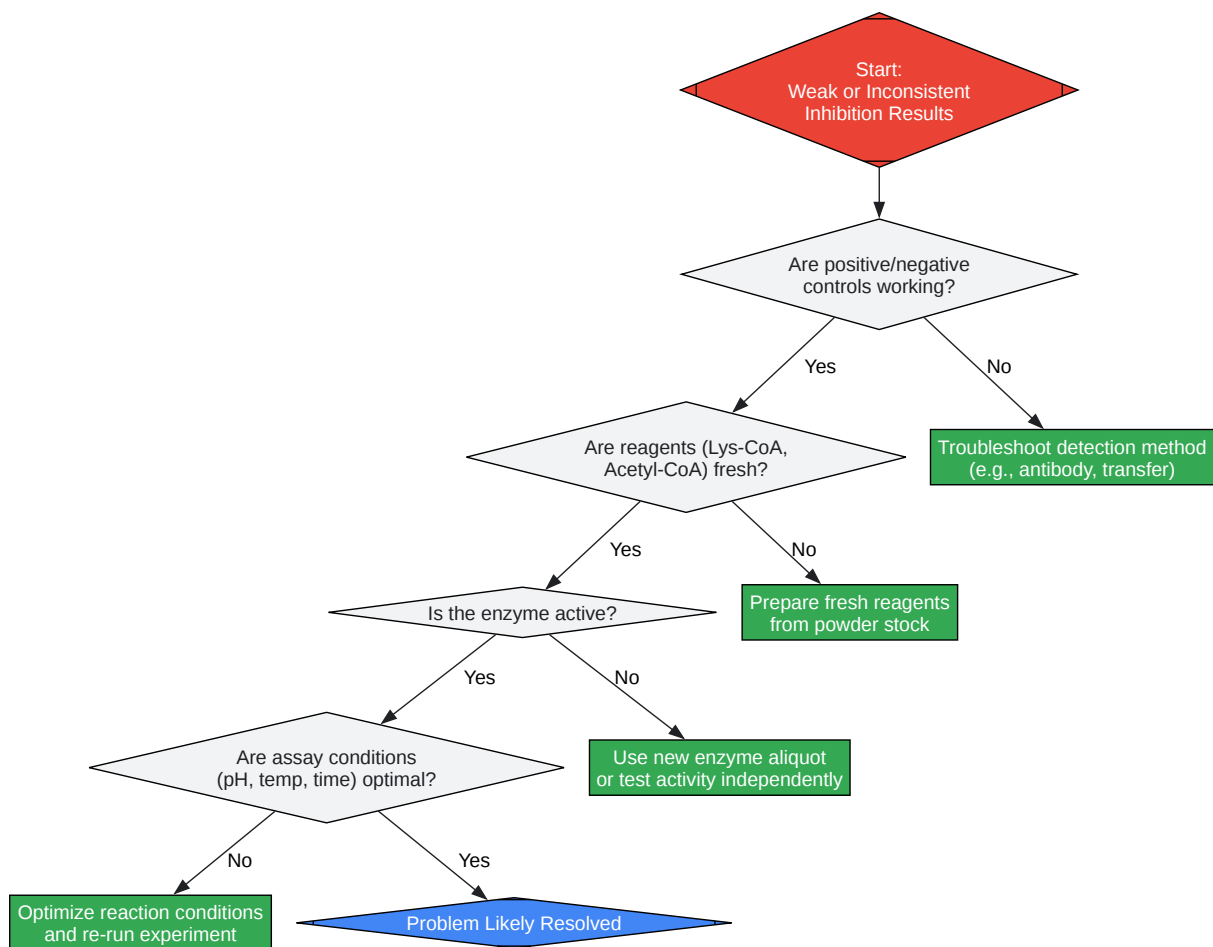 Start:
Weak or Inconsistent
Inhibition Results
Are positive/negative
controls working?
Yes
No
Are reagents (Lys-CoA,
Acetyl-CoA) fresh?
Troubleshoot detection method
(e.g., antibody, transfer)
Yes
No
Is the enzyme active?
Prepare fresh reagents
from powder stock
Yes
No
Are assay conditions
(pH, temp, time) optimal?
Use new enzyme aliquot
or test activity independently
No
Yes
Optimize reaction conditions
and re-run experiment
Problem Likely Resolved